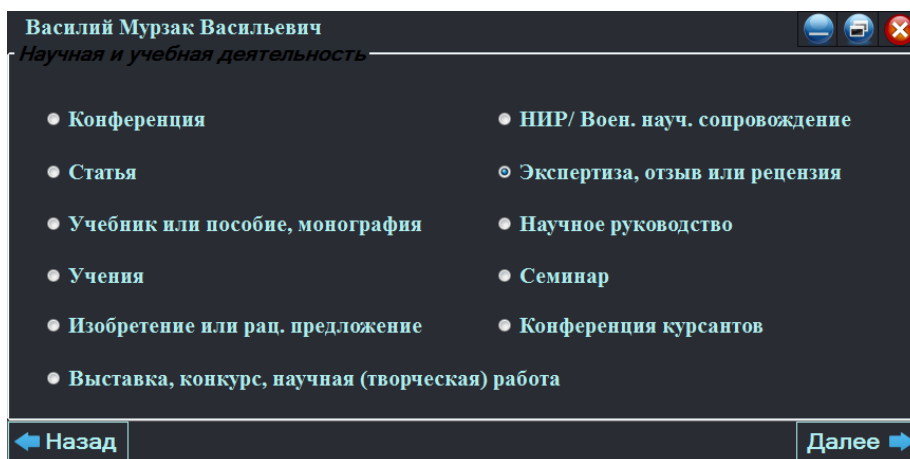 Василий Мурзак Васильевич
Научная и учебная деятельность
Конференция
НИР/ Воен. науч. сопровождение
Статья
Экспертиза, отзыв или рецензия
Учебник или пособие, монография
Научное руководство
Учения
Семинар
Изобретение или рац. предложение
Конференция курсантов
Выставка, конкурс, научная (творческая) работа
Назад
Далее